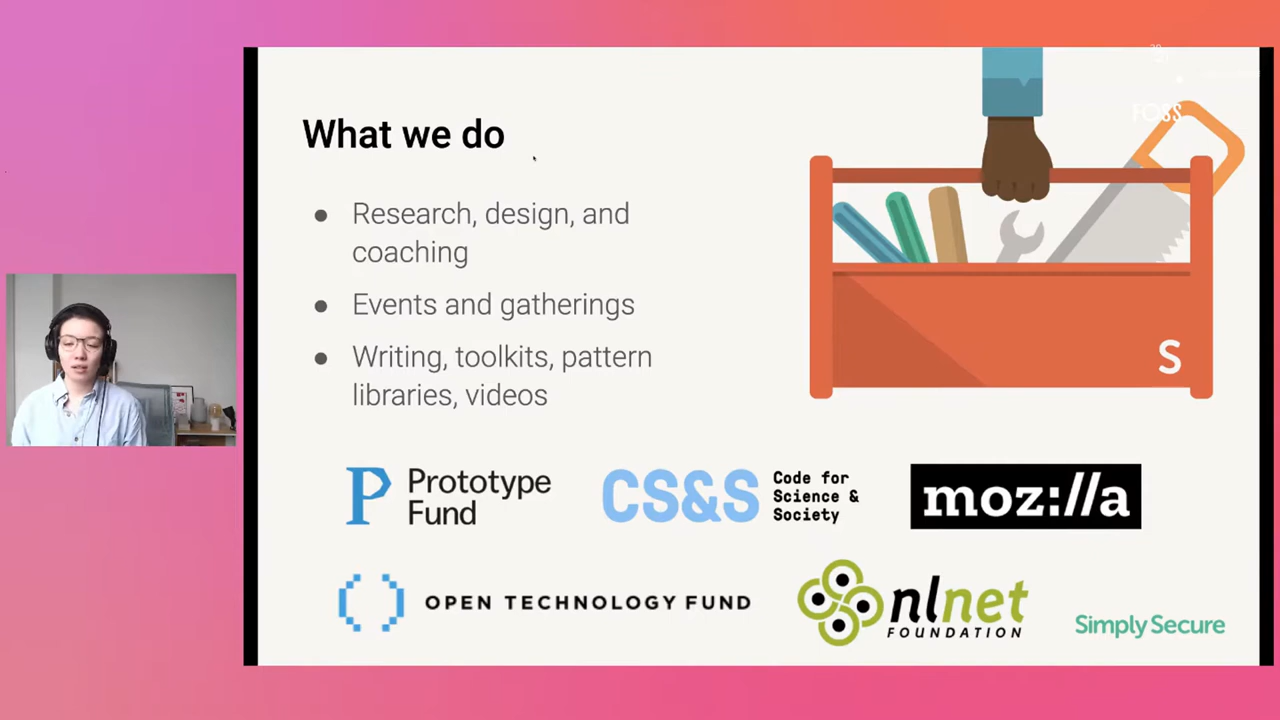 What we do
● Research, design, and
coaching
● Events and gatherings
● Writing, toolkits, pattern
libraries, videos
FOSS
S
P Prototype
Fund
CS&S Code for
Science &
Society
moz://a
OPEN TECHNOLOGY FUND
nlnet
FOUNDATION
Simply Secure